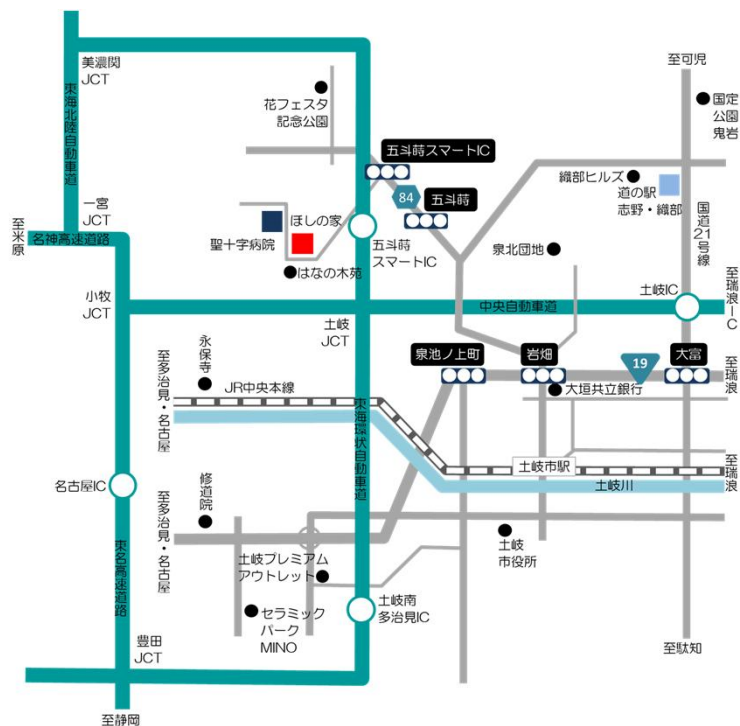 美濃関
JCT
東海北陸自動車道
花フェスタ
記念公園
至可児
国定
公園
鬼岩
五斗蒔スマートIC
84
五斗蒔
織部ヒルズ
道の駅
志野・織部
国道21号線
一宮
JCT
至米原
名神高速道路
ほしの家
聖十字病院
はなの木苑
五斗蒔
スマートIC
泉北団地
小牧
JCT
土岐
JCT
中央自動車道
土岐IC
至瑞浪IC
永保寺
至多治見・名古屋
JR中央本線
泉池ノ上町
岩畑
19
大富
至瑞浪
大垣共立銀行
東海環状自動車道
土岐市駅
土岐川
至瑞浪
名古屋IC
修道院
至多治見・名古屋
東名高速道路
土岐プレミアム
アウトレット
土岐
市役所
セラミック
パーク
MINO
土岐南
多治見IC
豊田
JCT
至駄知
至静岡